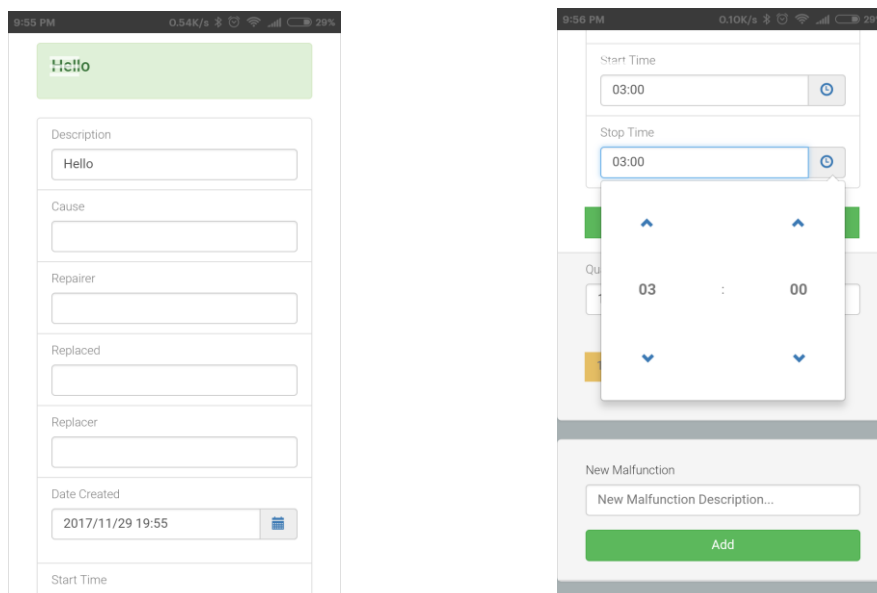 9:55 PM 0.54K/s 29%
Hello
Description
Hello
Cause
Repairer
Replaced
Replacer
Date Created
2017/11/29 19:55
Start Time
9:56 PM 0.10K/s 29
Start Time
03:00
Stop Time
03:00
03 : 00
Qu
New Malfunction
New Malfunction Description...
Add